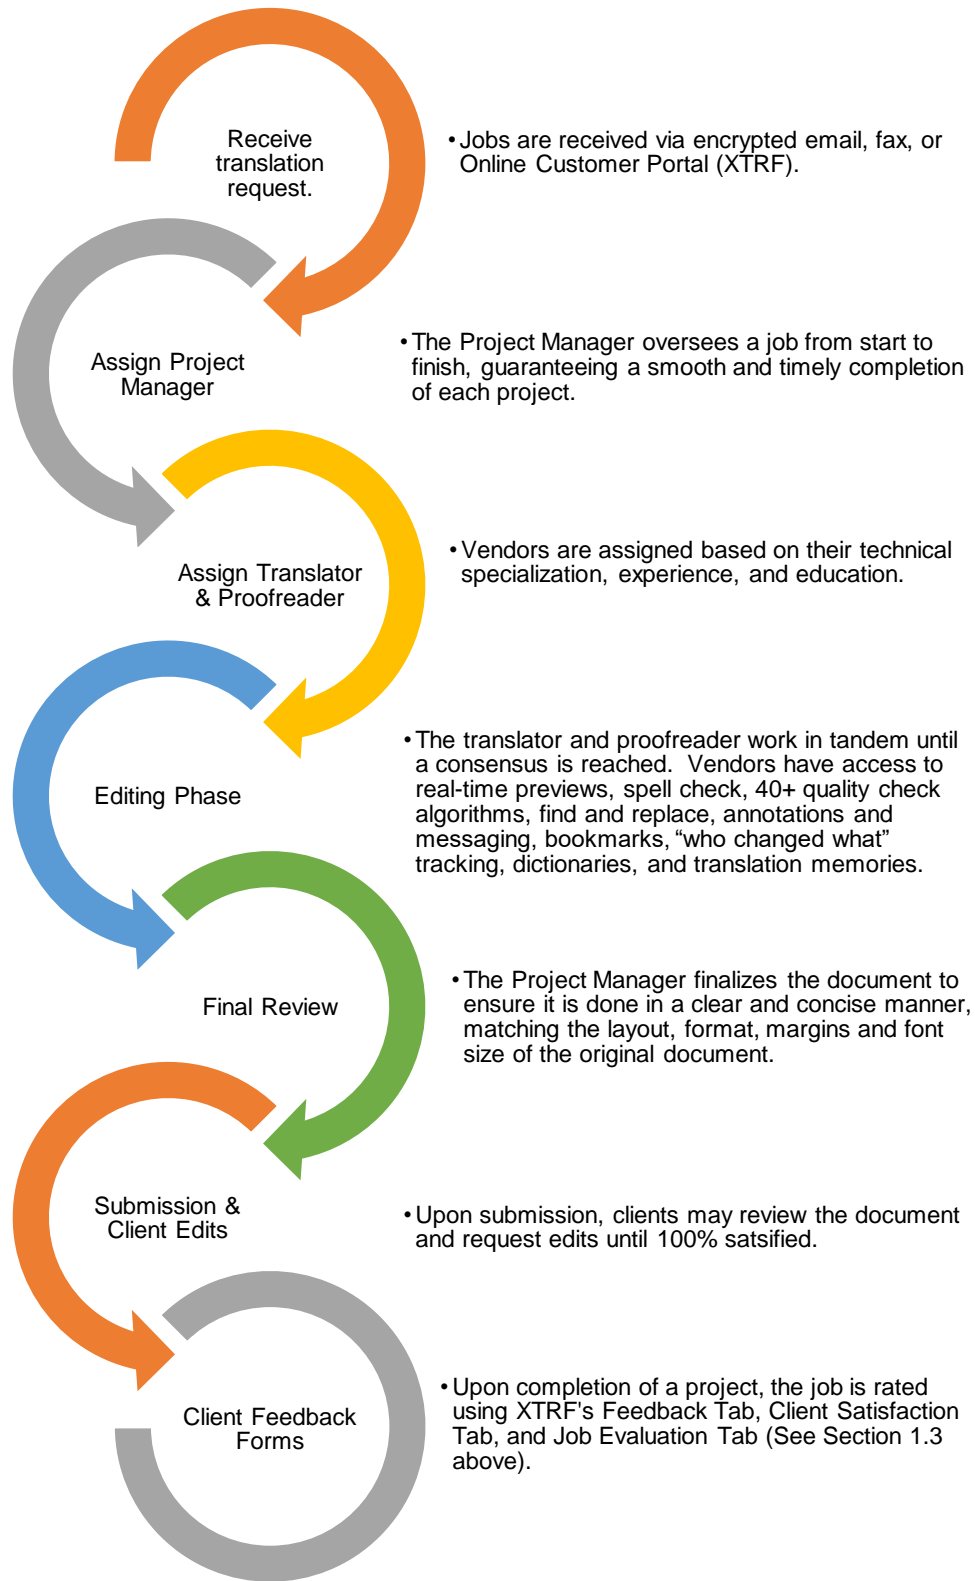 Receive
translation
request.
• Jobs are received via encrypted email, fax, or
Online Customer Portal (XTRF).
Assign Project
Manager
• The Project Manager oversees a job from start to
finish, guaranteeing a smooth and timely completion
of each project.
Assign Translator
& Proofreader
• Vendors are assigned based on their technical
specialization, experience, and education.
Editing Phase
• The translator and proofreader work in tandem until
a consensus is reached.  Vendors have access to
real-time previews, spell check, 40+ quality check
algorithms, find and replace, annotations and
messaging, bookmarks, “who changed what”
tracking, dictionaries, and translation memories.
Final Review
• The Project Manager finalizes the document to
ensure it is done in a clear and concise manner,
matching the layout, format, margins and font
size of the original document.
Submission &
Client Edits
• Upon submission, clients may review the document
and request edits until 100% satsified.
Client Feedback
Forms
• Upon completion of a project, the job is rated
using XTRF's Feedback Tab, Client Satisfaction
Tab, and Job Evaluation Tab (See Section 1.3
above).